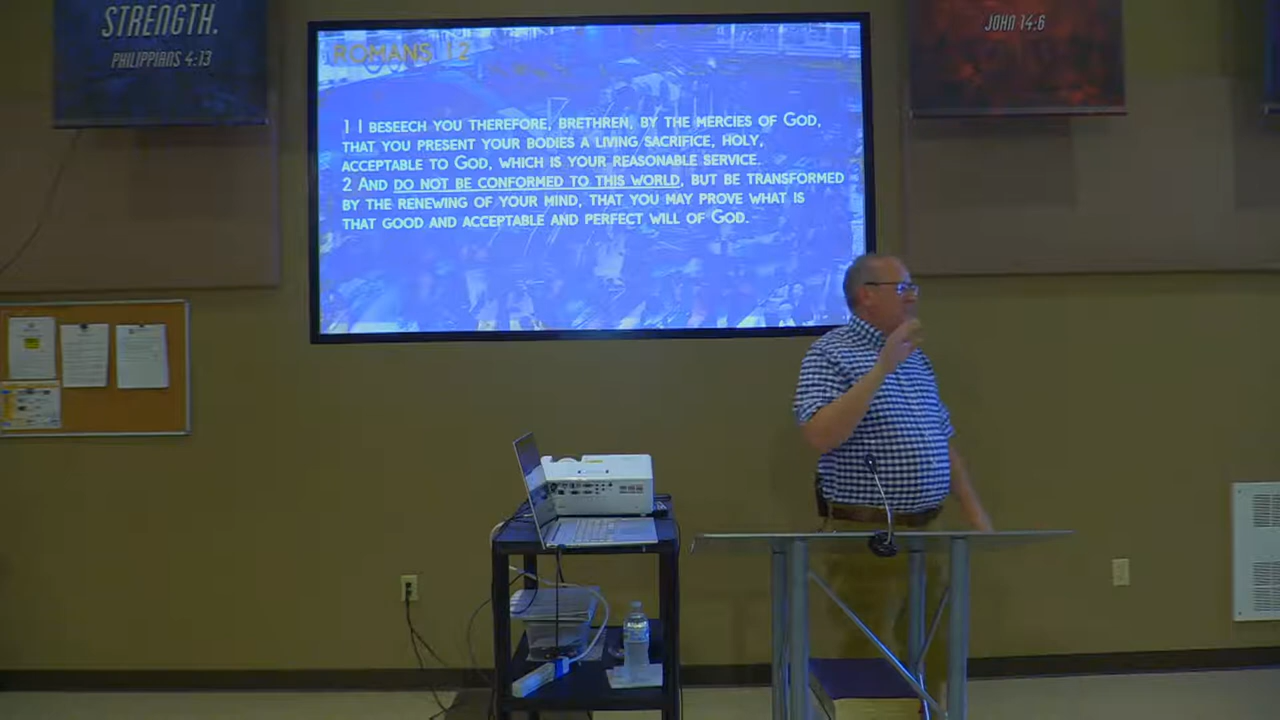 STRENGTH.
PHILIPPIANS 4:13
JOHN 14:6
ROMANS 12
1 I BESEECH YOU THEREFORE, BRETHREN, BY THE MERCIES OF GOD,
THAT YOU PRESENT YOUR BODIES A LIVING SACRIFICE, HOLY,
ACCEPTABLE TO GOD, WHICH IS YOUR REASONABLE SERVICE.
2 AND DO NOT BE CONFORMED TO THIS WORLD, BUT BE TRANSFORMED
BY THE RENEWING OF YOUR MIND, THAT YOU MAY PROVE WHAT IS
THAT GOOD AND ACCEPTABLE AND PERFECT WILL OF GOD.